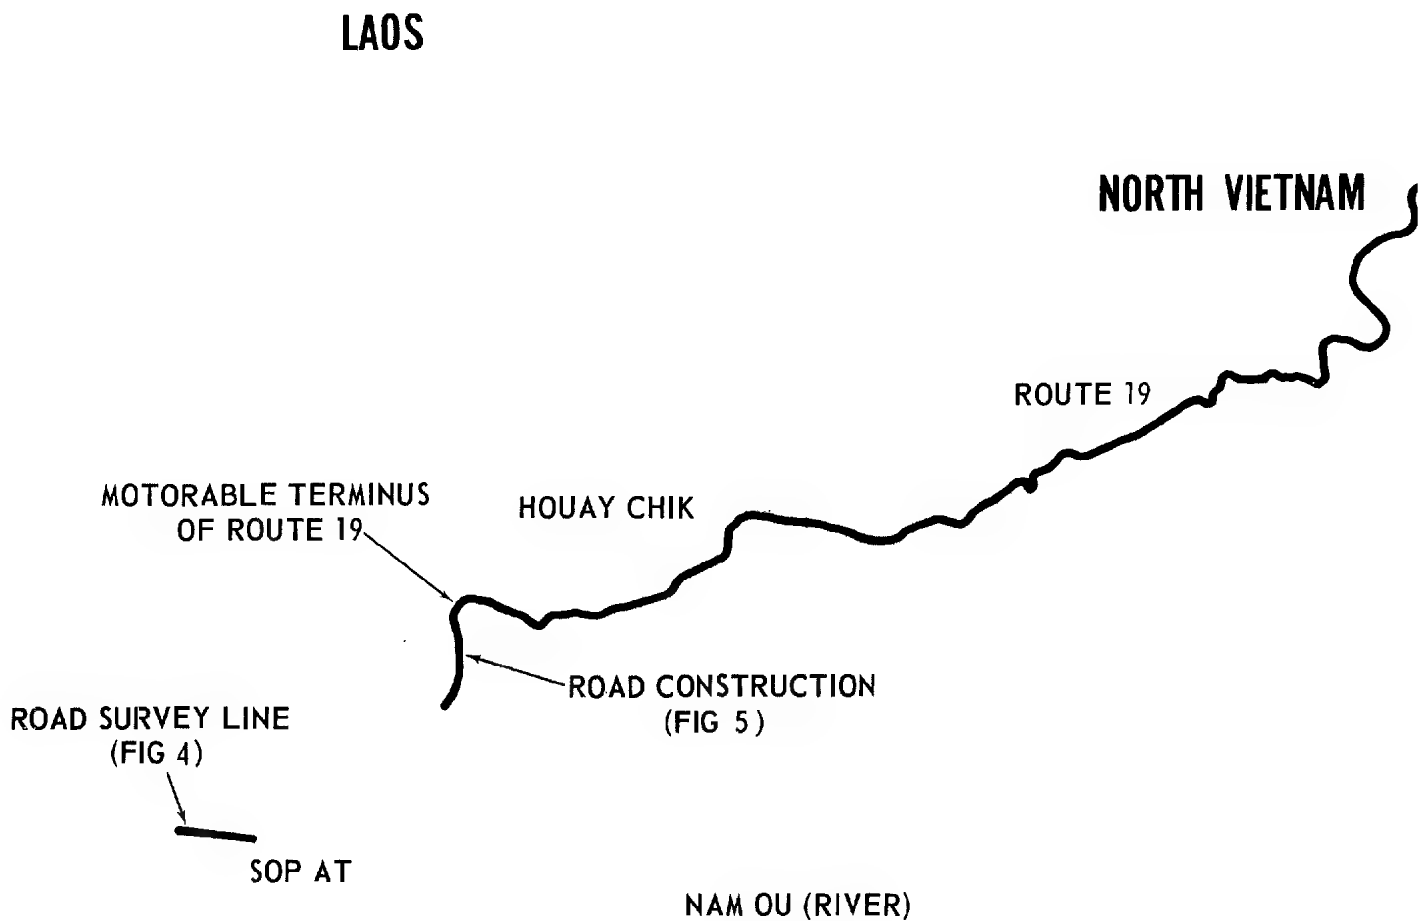 LAOS
NORTH VIETNAM
ROUTE 19
MOTORABLE TERMINUS
OF ROUTE 19
HOUAY CHIK
ROAD CONSTRUCTION
(FIG 5)
ROAD SURVEY LINE
(FIG 4)
SOP AT
NAM OU (RIVER)